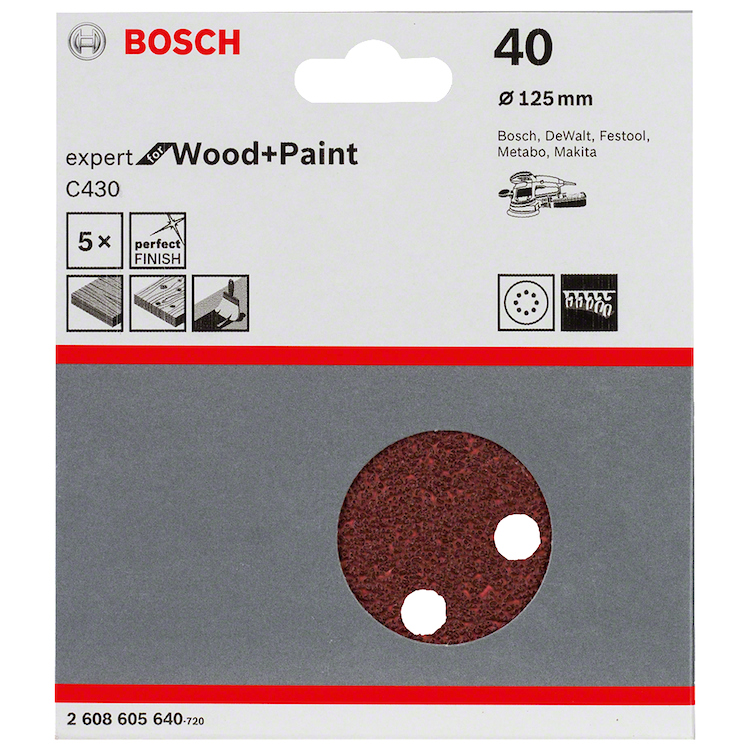 BOSCH
40
Ø 125 mm
Bosch, DeWalt, Festool,
Metabo, Makita
expert for Wood+Paint
C430
5×
perfect
FINISH
2 608 605 640-720